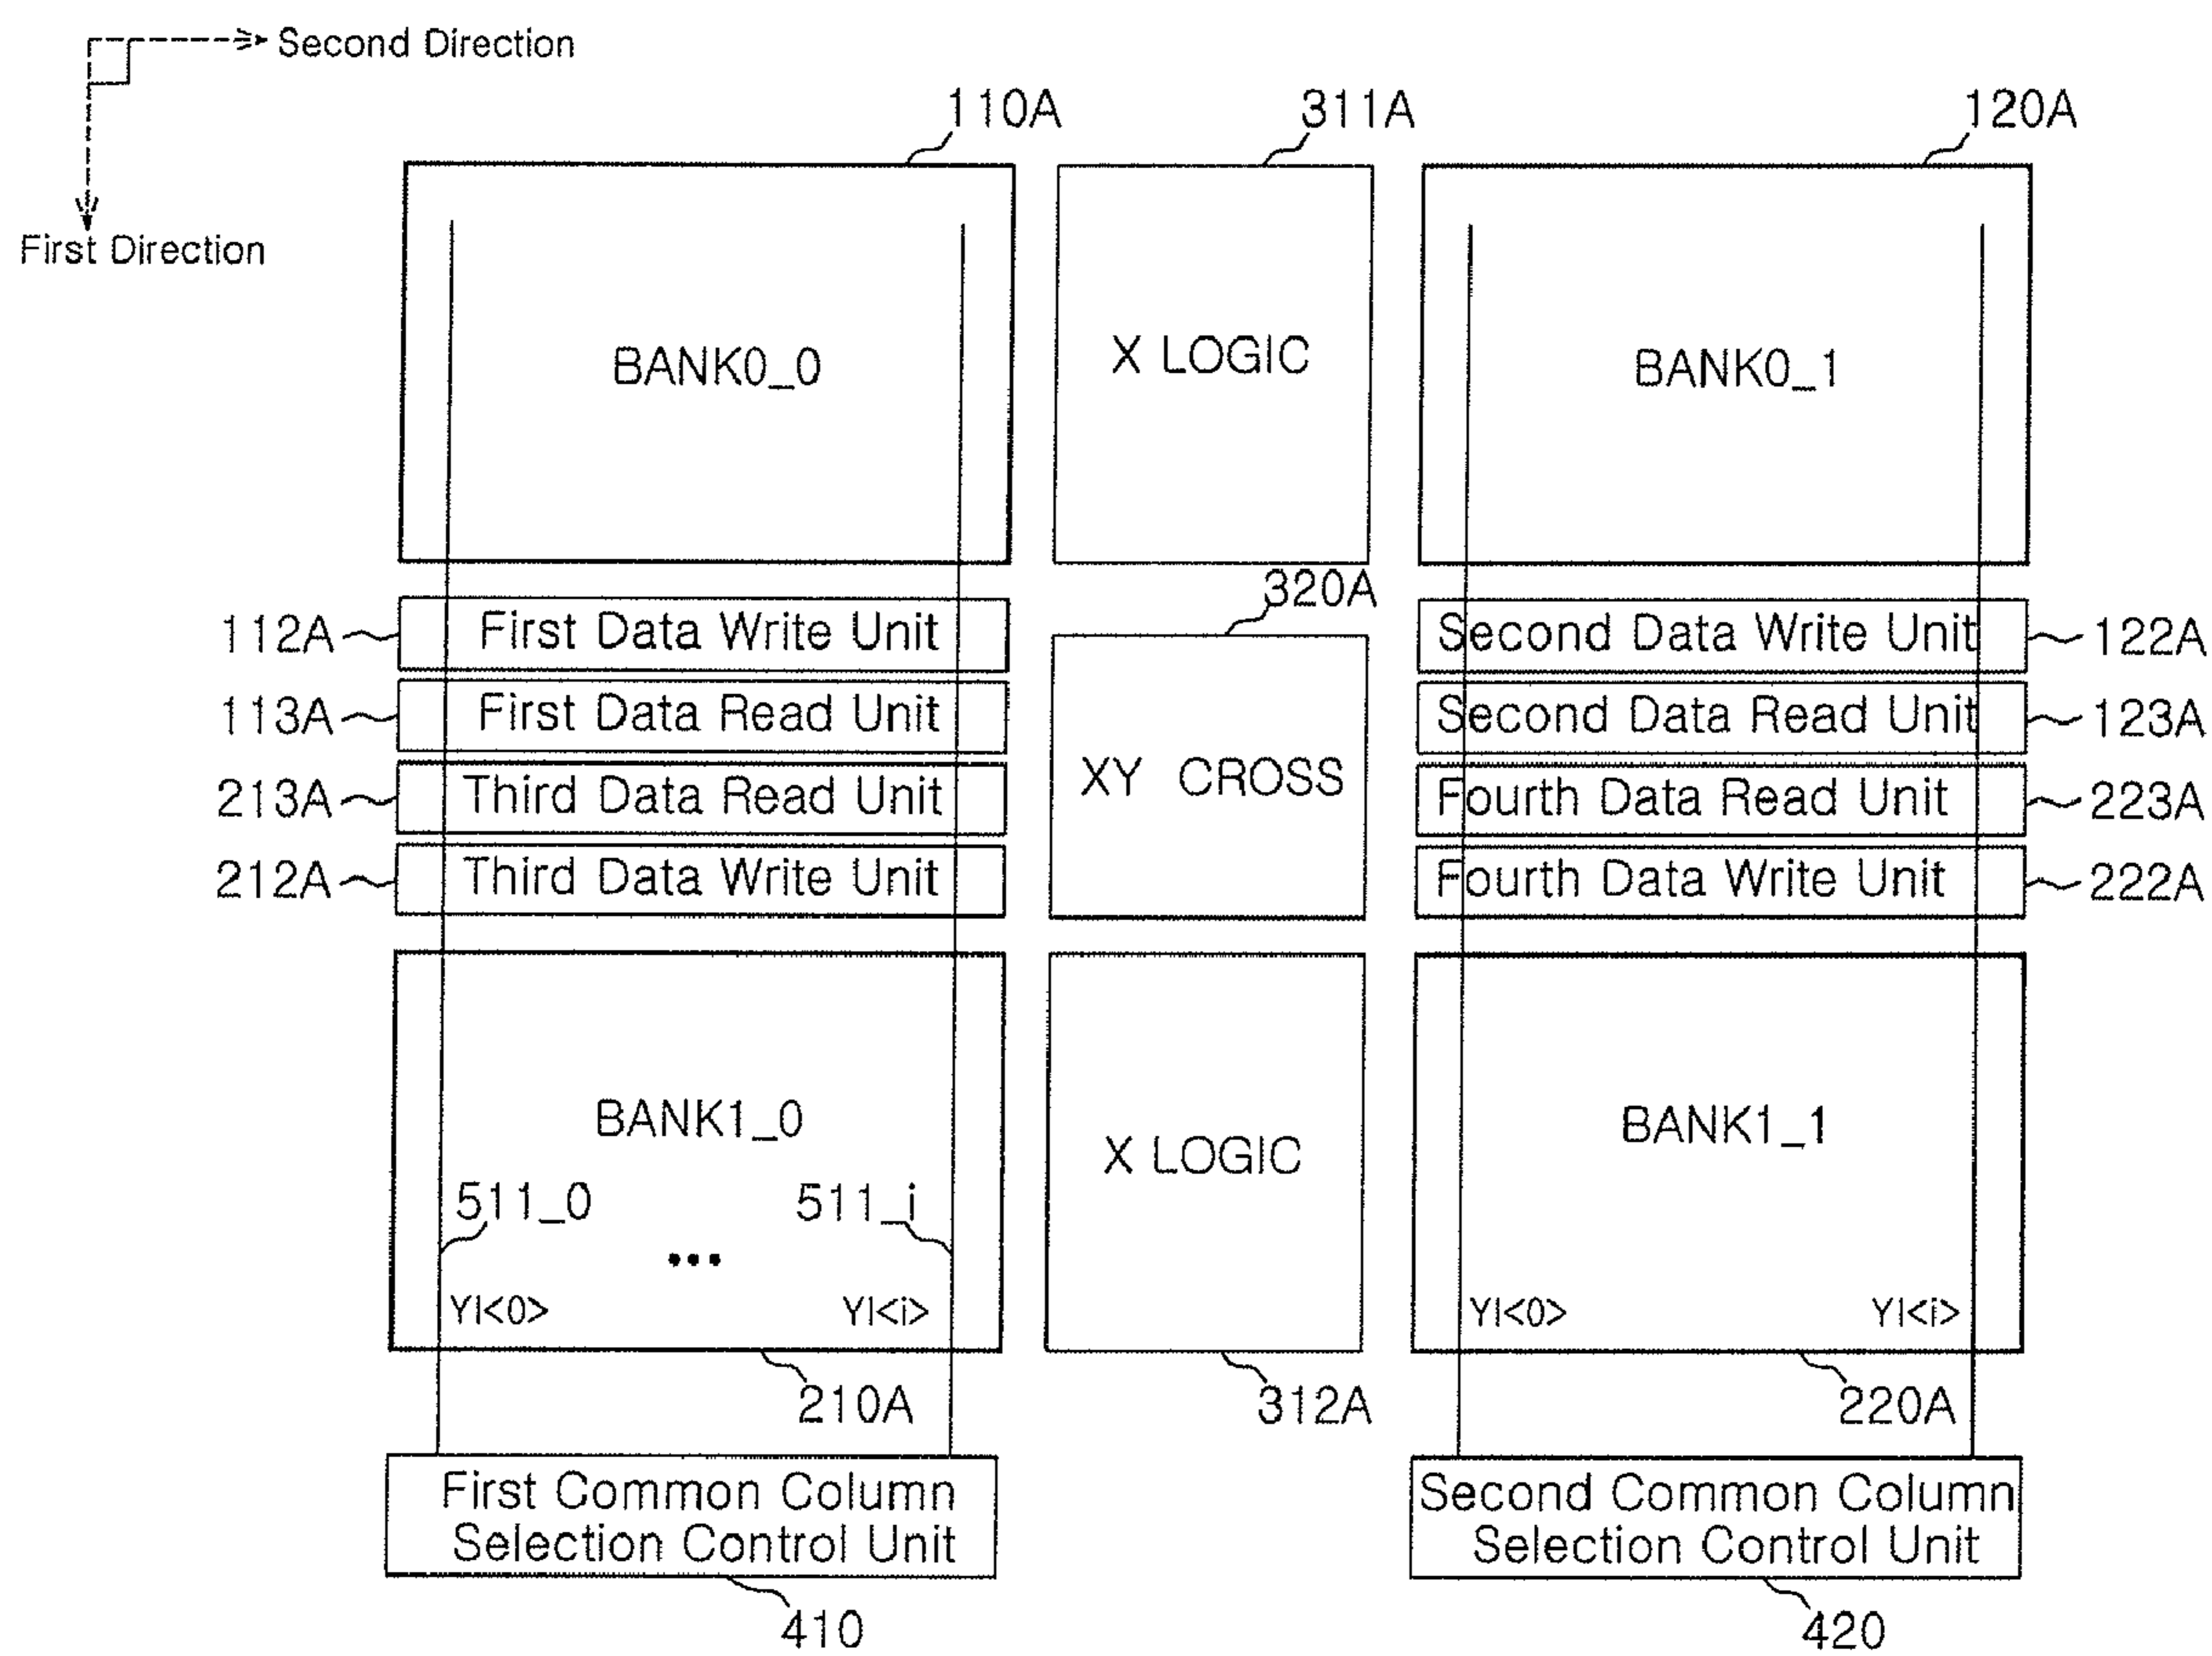 Second Direction
First Direction
110A
311A
120A
BANK0_0
X LOGIC
BANK0_1
320A
112A
First Data Write Unit
Second Data Write Unit
122A
113A
First Data Read Unit
Second Data Read Unit
123A
XY CROSS
213A
Third Data Read Unit
Fourth Data Read Unit
223A
212A
Third Data Write Unit
Fourth Data Write Unit
222A
BANK1_0
X LOGIC
BANK1_1
511_0
511_i
•••
YI<0>
YI<i>
YI<0>
YI<i>
210A
312A
220A
First Common Column
Selection Control Unit
Second Common Column
Selection Control Unit
410
420